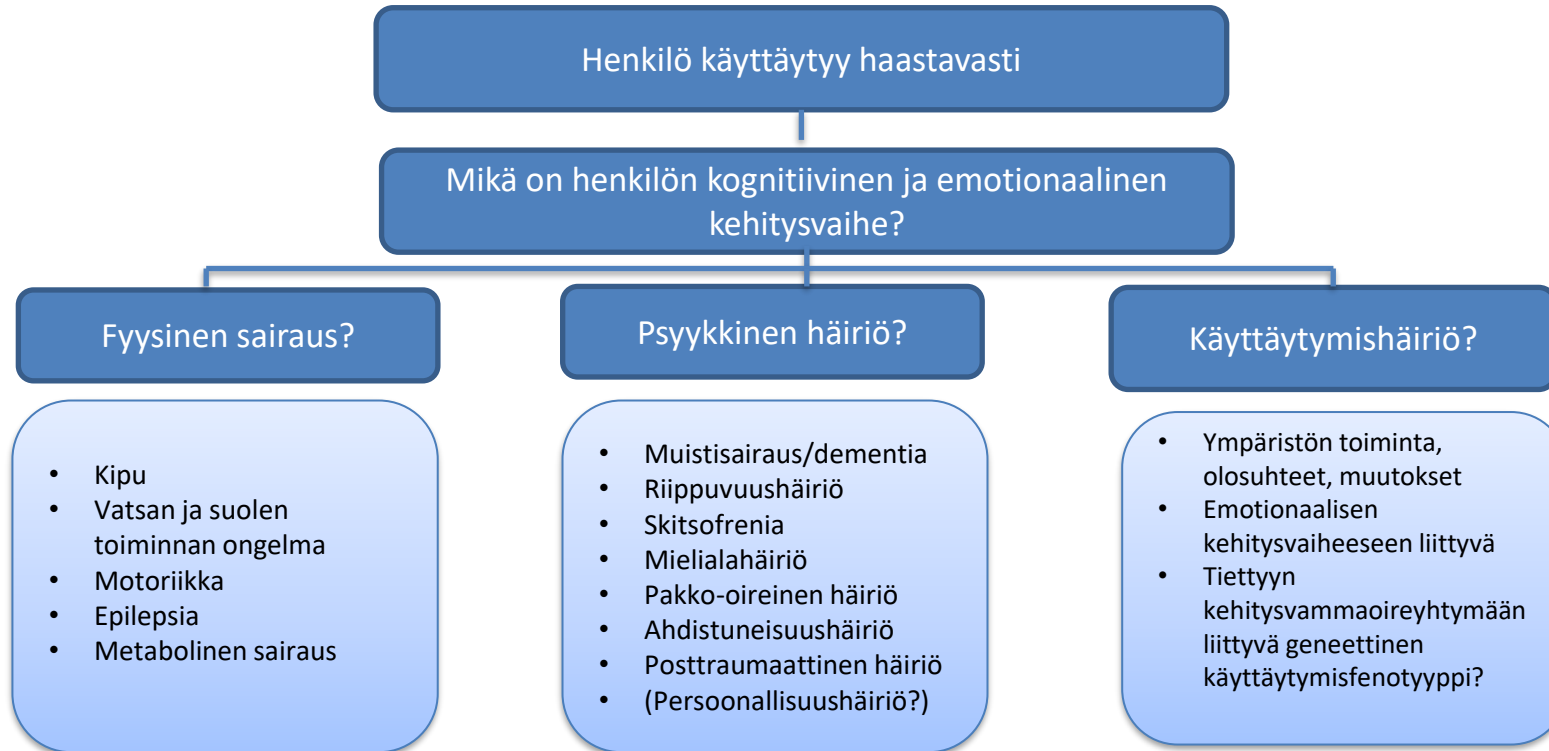 Henkilö käyttäytyy haastavasti
Mikä on henkilön kognitiivinen ja emotionaalinen
kehitysvaihe?
Fyysinen sairaus?
• Kipu
• Vatsan ja suolen
toiminnan ongelma
• Motoriikka
• Epilepsia
• Metabolinen sairaus
Psyykkinen häiriö?
• Muistisairaus/dementia
• Riippuvuushäiriö
• Skitsofrenia
• Mielialahäiriö
• Pakko-oireinen häiriö
• Ahdistuneisuushäiriö
• Posttraumaattinen häiriö
• (Persoonallisuushäiriö?)
Käyttäytymishäiriö?
• Ympäristön toiminta,
olosuhteet, muutokset
• Emotionaalisen
kehitysvaiheeseen liittyvä
• Tiettyyn
kehitysvammaoireyhtymään
liittyvä geneettinen
käyttäytymisfenotyyppi?